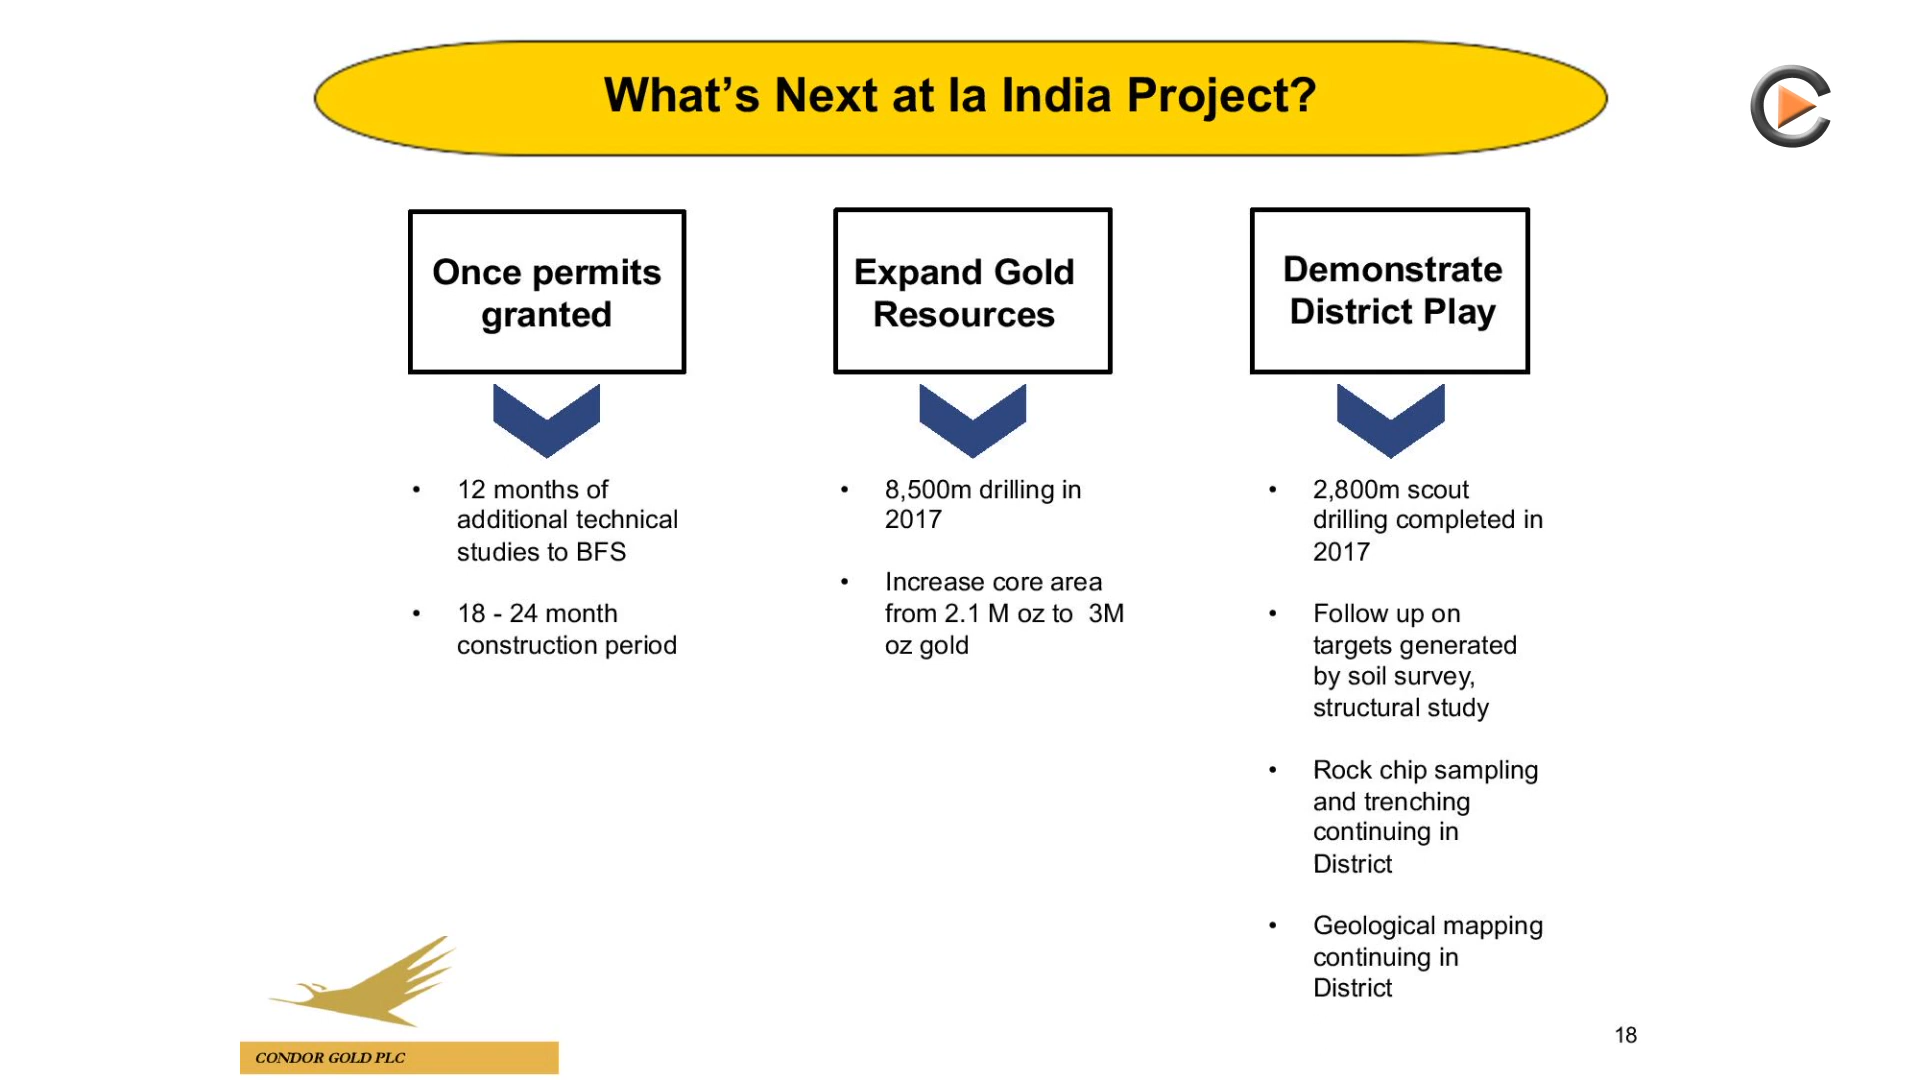 What’s Next at la India Project?
Once permits
granted
12 months of
additional technical
studies to BFS
18 - 24 month
construction period
Expand Gold
Resources
8,500m drilling in
2017
Increase core area
from 2.1 M oz to  3M
oz gold
Demonstrate
District Play
2,800m scout
drilling completed in
2017
Follow up on
targets generated
by soil survey,
structural study
Rock chip sampling
and trenching
continuing in
District
Geological mapping
continuing in
District
CONDOR GOLD PLC
18